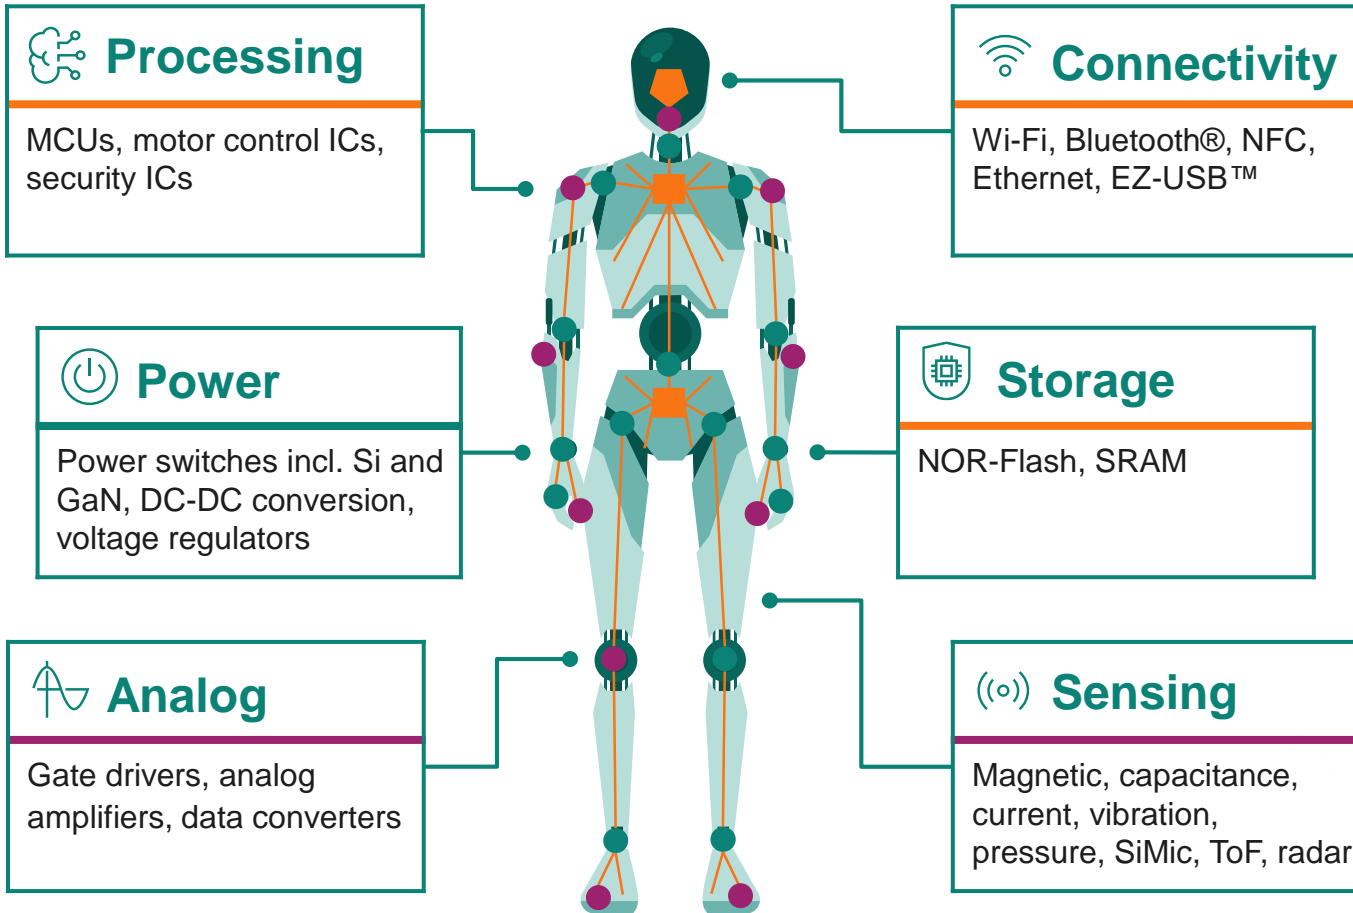 Processing
MCUs, motor control ICs,
security ICs
Connectivity
Wi-Fi, Bluetooth®, NFC,
Ethernet, EZ-USB™
Power
Power switches incl. Si and
GaN, DC-DC conversion,
voltage regulators
Storage
NOR-Flash, SRAM
Analog
Gate drivers, analog
amplifiers, data converters
Sensing
Magnetic, capacitance,
current, vibration,
pressure, SiMic, ToF, radar